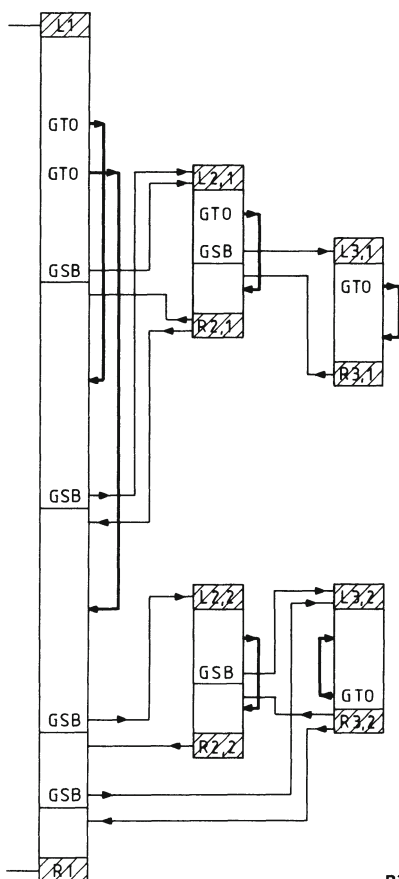 L1
GTO
GTO
GSB
GSB
GSB
GSB
R1
L2,1
GTO
GSB
R2,1
L3,1
GTO
R3,1
L2,2
GSB
R2,2
L3,2
GTO
R3,2